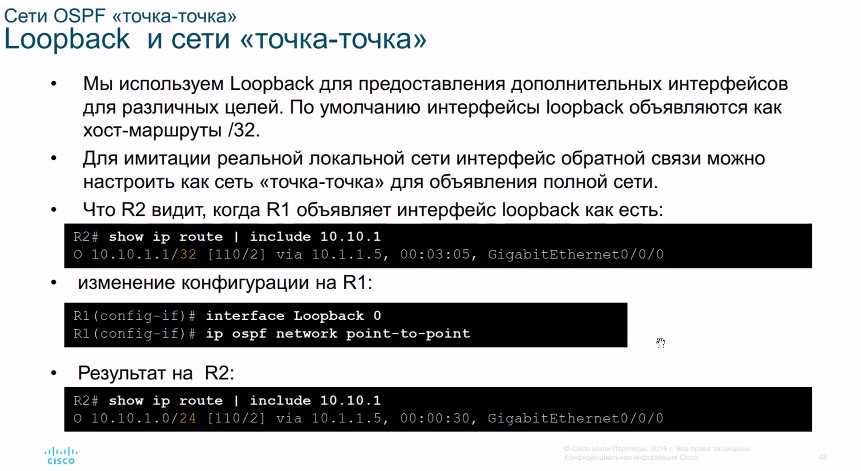 Сети OSPF «точка-точка»
Loopback и сети «точка-точка»
• Мы используем Loopback для предоставления дополнительных интерфейсов
для различных целей. По умолчанию интерфейсы loopback объявляются как
хост-маршруты /32.
• Для имитации реальной локальной сети интерфейс обратной связи можно
настроить как сеть «точка-точка» для объявления полной сети.
• Что R2 видит, когда R1 объявляет интерфейс loopback как есть:
R2# show ip route | include 10.10.1
O 10.10.1.1/32 [110/2] via 10.1.1.5, 00:03:05, GigabitEthernet0/0/0
• изменение конфигурации на R1:
R1(config-if)# interface Loopback 0
R1(config-if)# ip ospf network point-to-point
• Результат на R2:
R2# show ip route | include 10.10.1
O 10.10.1.0/24 [110/2] via 10.1.1.5, 00:00:30, GigabitEthernet0/0/0
CISCO
© Cisco и/или Партнеры, 2016 г. Все права защищены.
Конфиденциальная информация Cisco
48